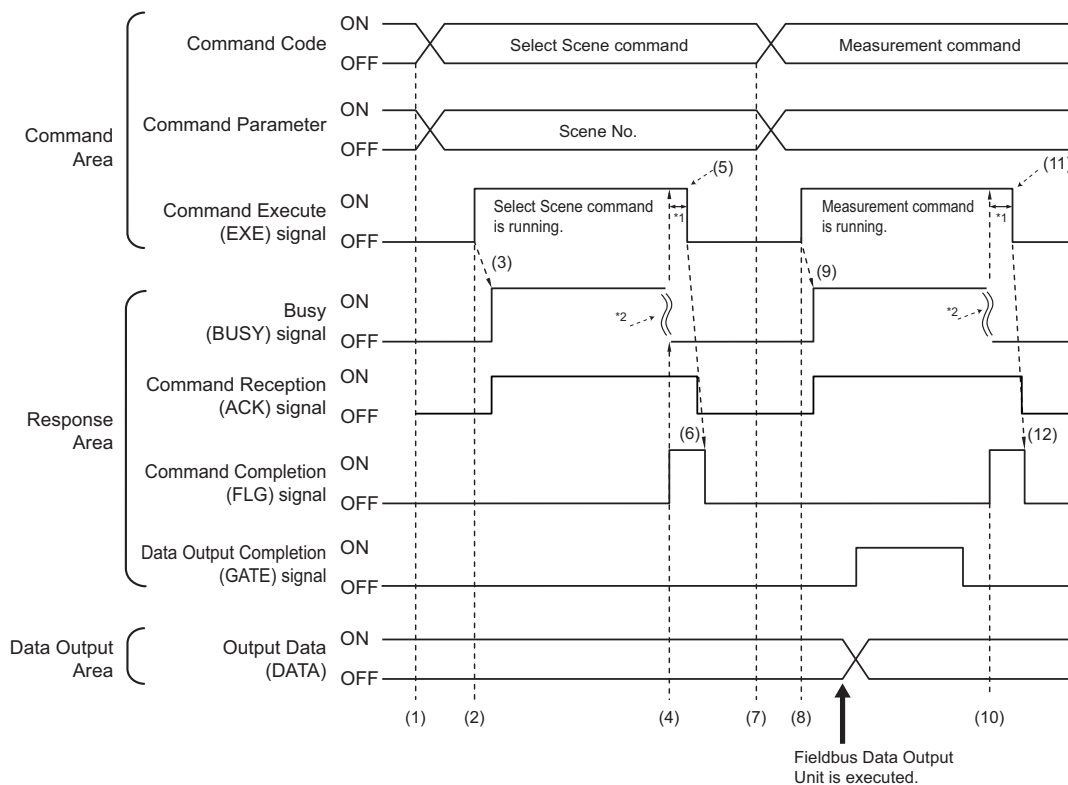 ON
Command Code
Select Scene command
Measurement command
OFF
ON
Command Parameter
Scene No.
OFF
Command
Area
(5)
(11)
ON
Command Execute
(EXE) signal
Select Scene command
is running.
*1
Measurement command
is running.
*1
OFF
(3)
(9)
ON
Busy
(BUSY) signal
*2
*2
OFF
ON
Command Reception
(ACK) signal
OFF
Response
Area
(6)
(12)
ON
Command Completion
(FLG) signal
OFF
ON
Data Output Completion
(GATE) signal
OFF
Data Output
Area
ON
Output Data
(DATA)
OFF
(1)
(2)
(4)
(7)
(8)
(10)
Fieldbus Data Output
Unit is executed.